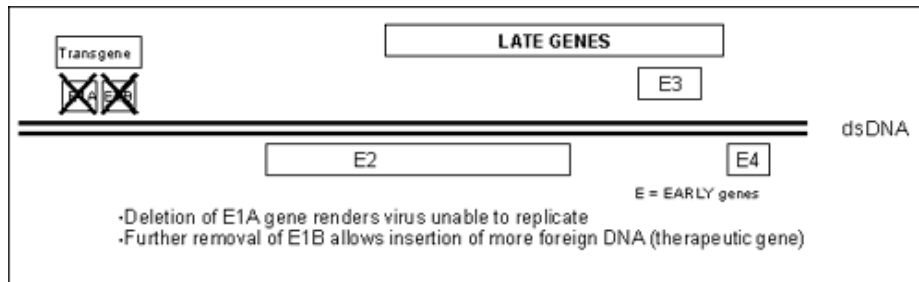 LATE GENES
Transgene
E3
dsDNA
E2
E4
E = EARLY genes
·Deletion of E1A gene renders virus unable to replicate
·Further removal of E1B allows insertion of more foreign DNA (therapeutic gene)